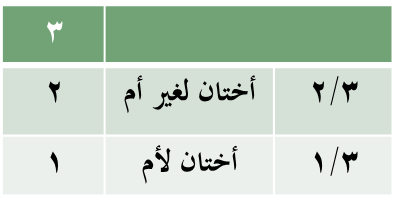 ٣
٢/٣ أختان لغير أم ٢
١/٣ أختان لأم ١